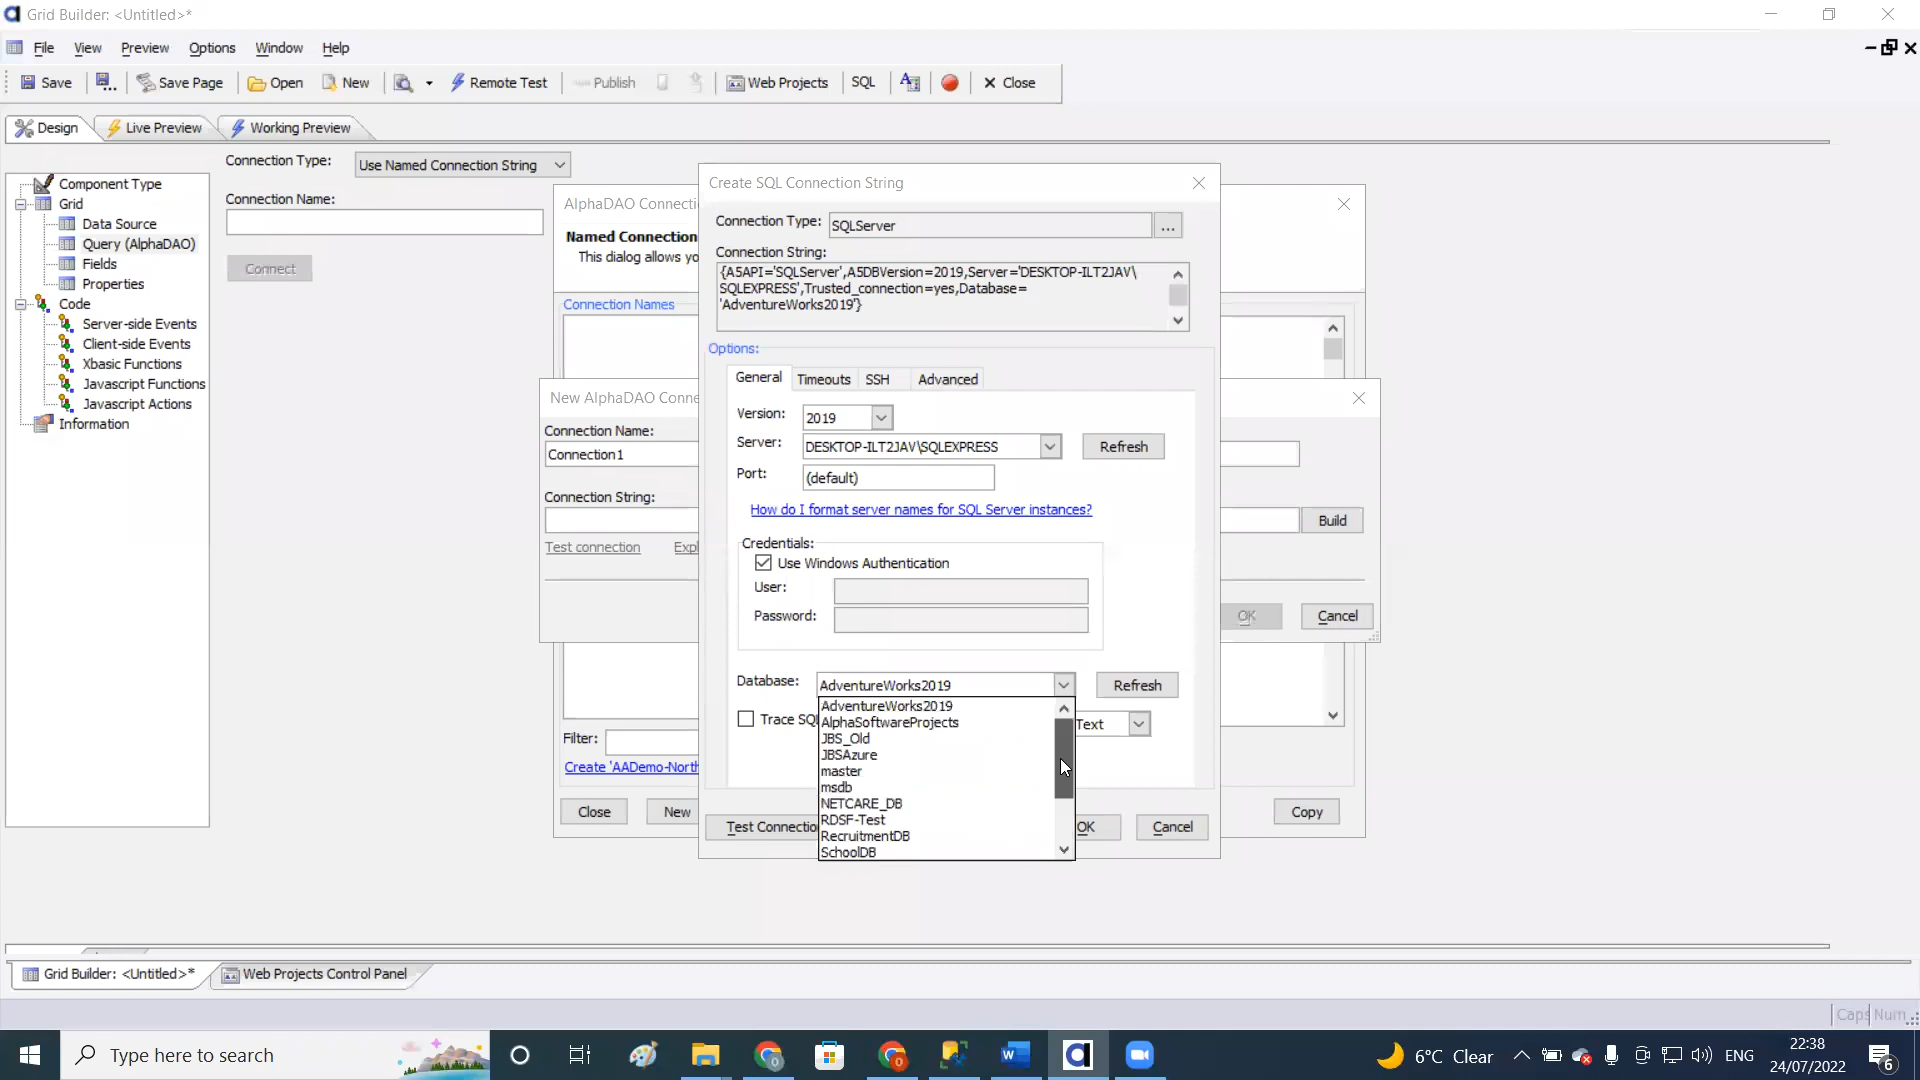 Grid Builder: <Untitled>*
File View Preview Options Window Help
Save Save Page Open New Remote Test Publish Web Projects SQL Close
Design Live Preview Working Preview
Component Type
Grid
Data Source
Query (AlphaDAO)
Fields
Properties
Code
Server-side Events
Client-side Events
Xbasic Functions
Javascript Functions
Javascript Actions
Information
Connection Type: Use Named Connection String
Connection Name:
Connect
AlphaDAO Connecti
Named Connection
This dialog allows yo
Connection Names
New AlphaDAO Conne
Connection Name:
Connection1
Connection String:
Build
Test connection Expl
OK Cancel
Filter:
Create 'AADemo-North
Close New Copy
Create SQL Connection String
Connection Type: SQLServer ...
Connection String:
{A5API='SQLServer',A5DBVersion=2019,Server='DESKTOP-ILT2JAV\
SQLEXPRESS',Trusted_connection=yes,Database=
'AdventureWorks2019'}
Options:
General Timeouts SSH Advanced
Version: 2019
Server: DESKTOP-ILT2JAV\SQLEXPRESS Refresh
Port: (default)
How do I format server names for SQL Server instances?
Credentials:
Use Windows Authentication
User:
Password:
Database: AdventureWorks2019 Refresh
Trace SQ Text
AdventureWorks2019
AlphaSoftwareProjects
JBS_Old
JBSAzure
master
msdb
NETCARE_DB
RDSF-Test
RecruitmentDB
SchoolDB
Test Connectio OK Cancel
Grid Builder: <Untitled>* Web Projects Control Panel
Caps Num
Type here to search
6°C Clear ENG
22:38
24/07/2022
6